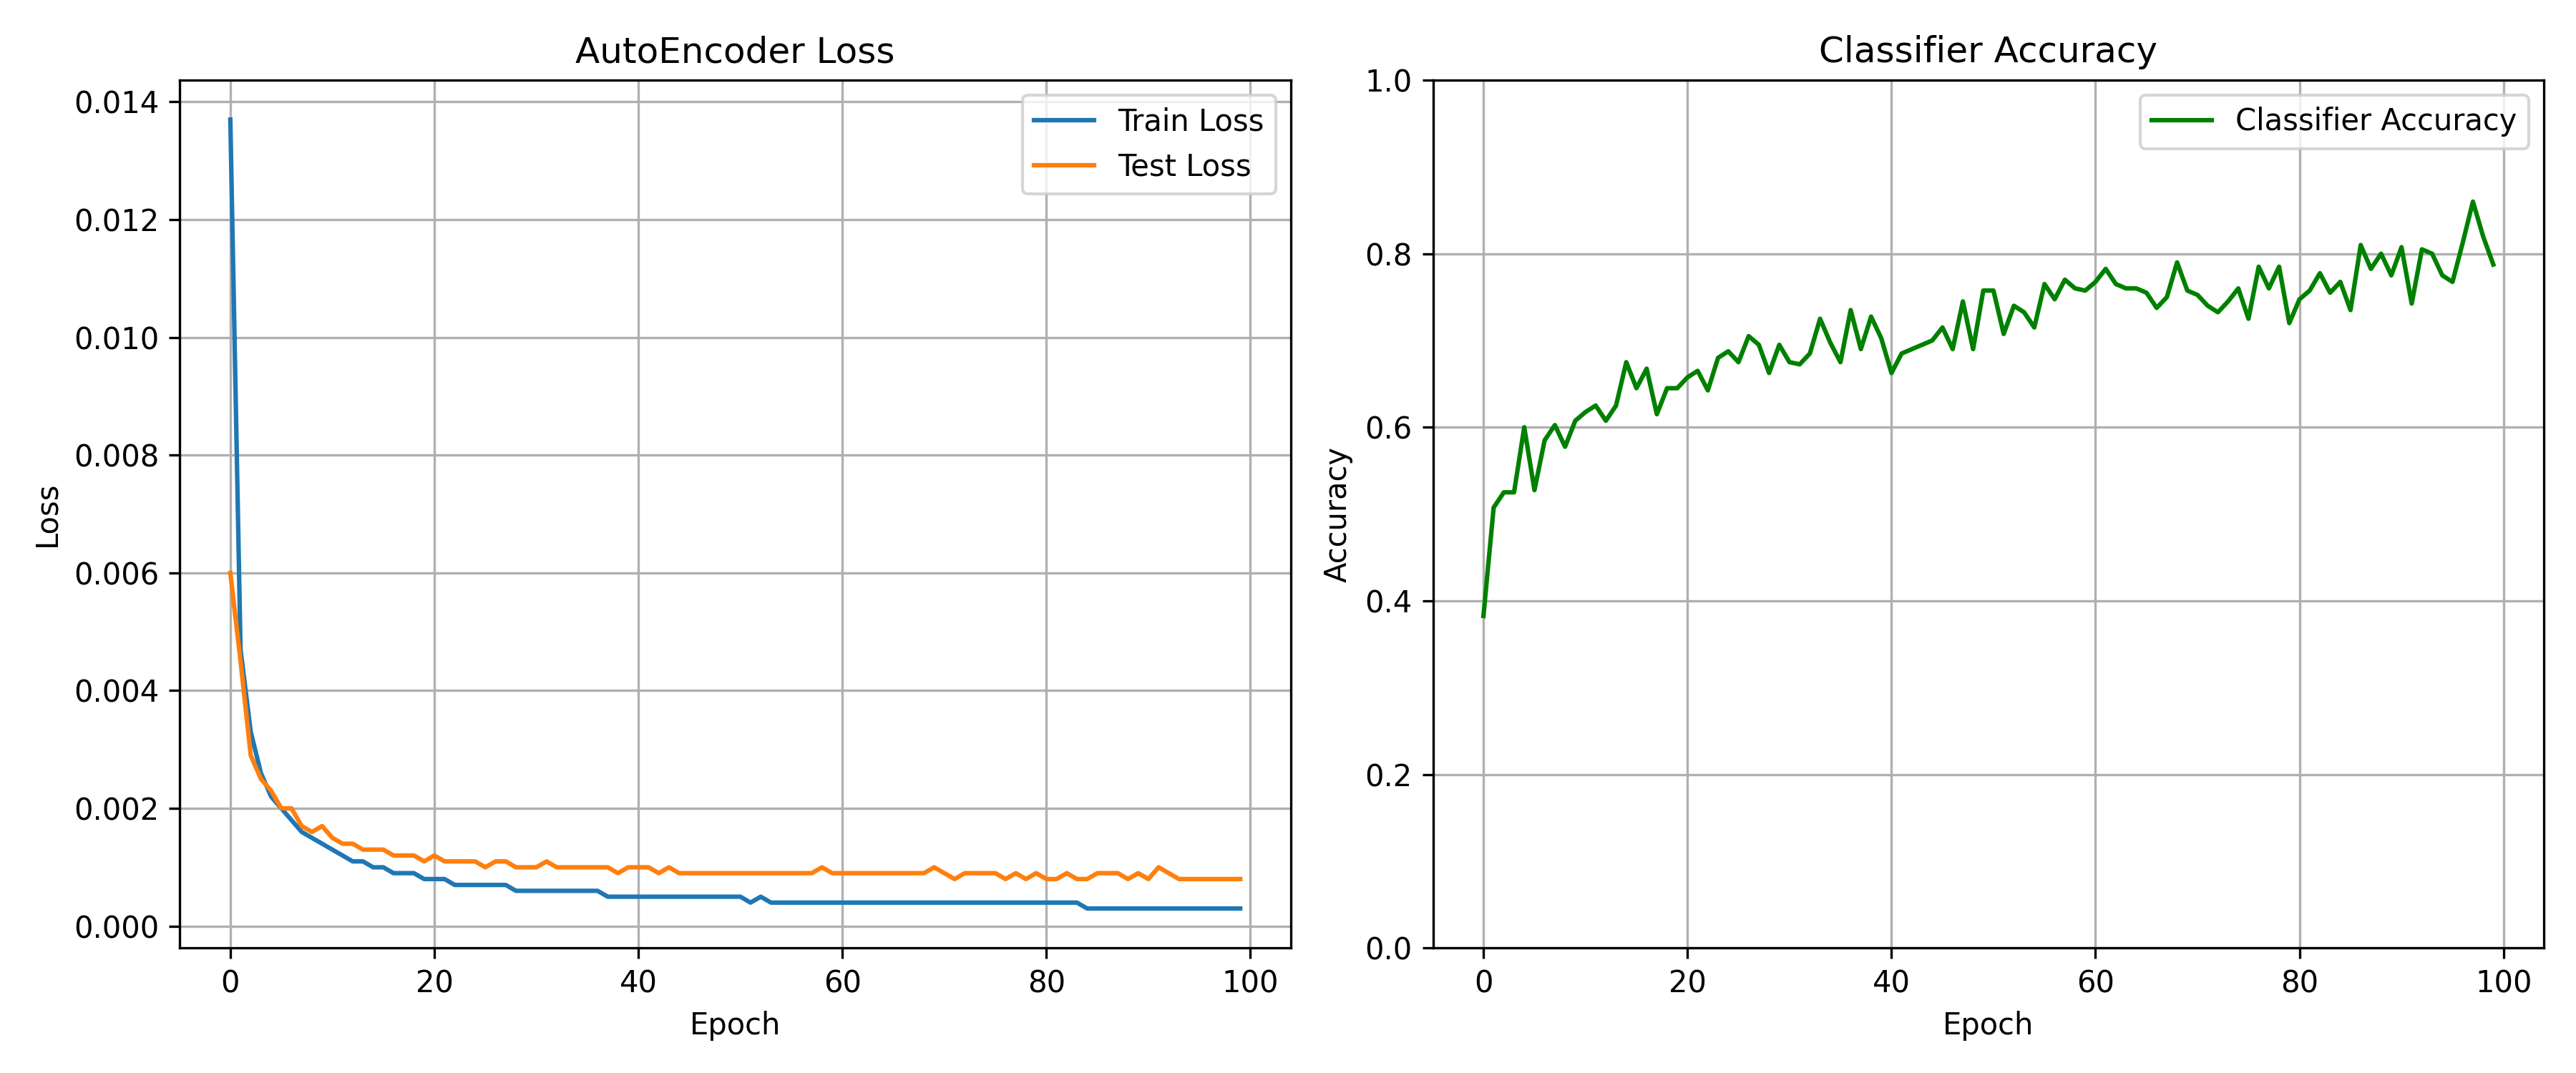 AutoEncoder Loss
0.014
0.012
0.010
0.008
0.006
0.004
0.002
0.000
Loss
Train Loss
Test Loss
0 20 40 60 80 100
Epoch
Classifier Accuracy
1.0
0.8
0.6
0.4
0.2
0.0
Accuracy
Classifier Accuracy
0 20 40 60 80 100
Epoch